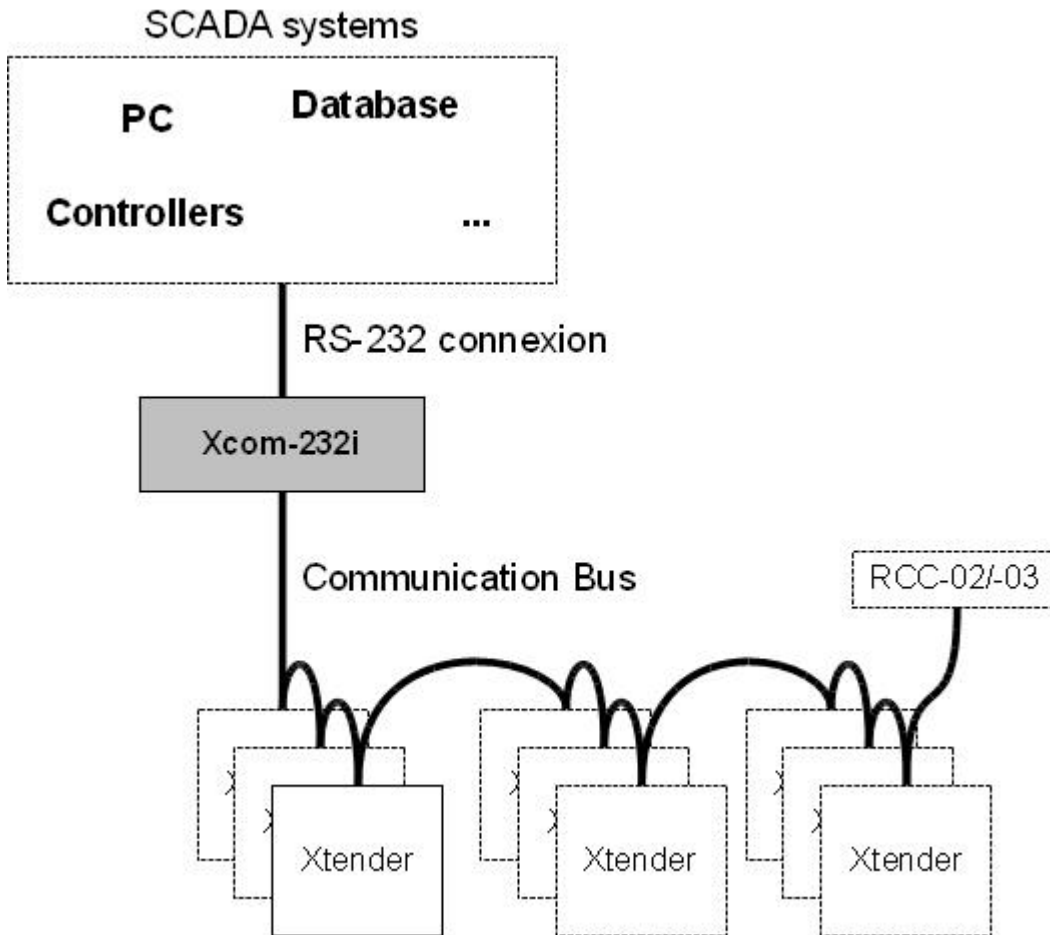 SCADA systems
PC
Database
Controllers
...
RS-232 connexion
Xcom-232i
Communication Bus
RCC-02/-03
X
X
Xtender
X
X
Xtender
X
X
Xtender